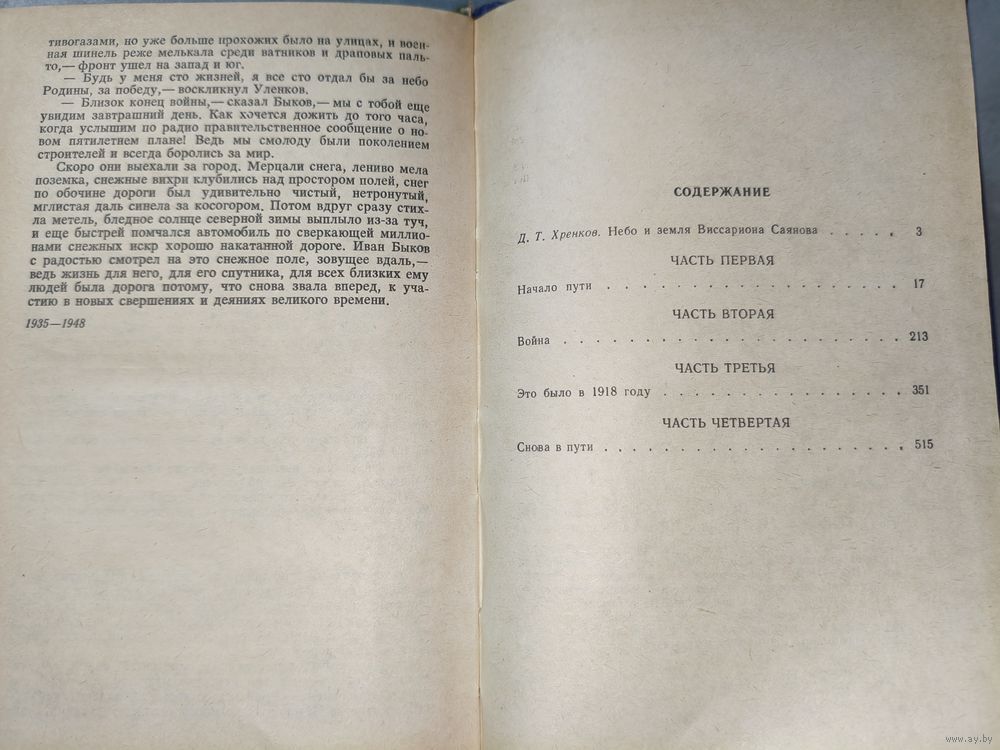 тивогазами, но уже больше прохожих было на улицах, и воен-
ная шинель реже мелькала среди ватников и драповых паль-
то,— фронт ушел на запад и юг.
— Будь у меня сто жизней, я все сто отдал бы за небо
Родины, за победу,— воскликнул Уленков.
— Близок конец войны,— сказал Быков,— мы с тобой еще
увидим завтрашний день. Как хочется дожить до того часа,
когда услышим по радио правительственное сообщение о но-
вом пятилетнем плане! Ведь мы смолоду были поколением
строителей и всегда боролись за мир.
Скоро они выехали за город. Мерцали снега, лениво мела
поземка, снежные вихри клубились над простором полей, снег
по обочине дороги был удивительно чистый, нетронутый,
мглистая даль синела за косогором. Потом вдруг сразу стих-
ла метель, бледное солнце северной зимы выплыло из-за туч,
и еще быстрей помчался автомобиль по сверкающей миллио-
нами снежных искр хорошо накатанной дороге. Иван Быков
с радостью смотрел на это снежное поле, зовущее вдаль,—
ведь жизнь для него, для его спутника, для всех близких ему
людей была дорога потому, что снова звала вперед, к уча-
стию в новых свершениях и деяниях великого времени.
1935—1948
СОДЕРЖАНИЕ
Д. Т. Хренков. Небо и земля Виссариона Саянова . . . . . 3
ЧАСТЬ ПЕРВАЯ
Начало пути . . . . . . . . . . . . . . . . . . 17
ЧАСТЬ ВТОРАЯ
Война . . . . . . . . . . . . . . . . . . . . . 213
ЧАСТЬ ТРЕТЬЯ
Это было в 1918 году . . . . . . . . . . . . . . 351
ЧАСТЬ ЧЕТВЕРТАЯ
Снова в пути . . . . . . . . . . . . . . . . . . 515
www.ay.by